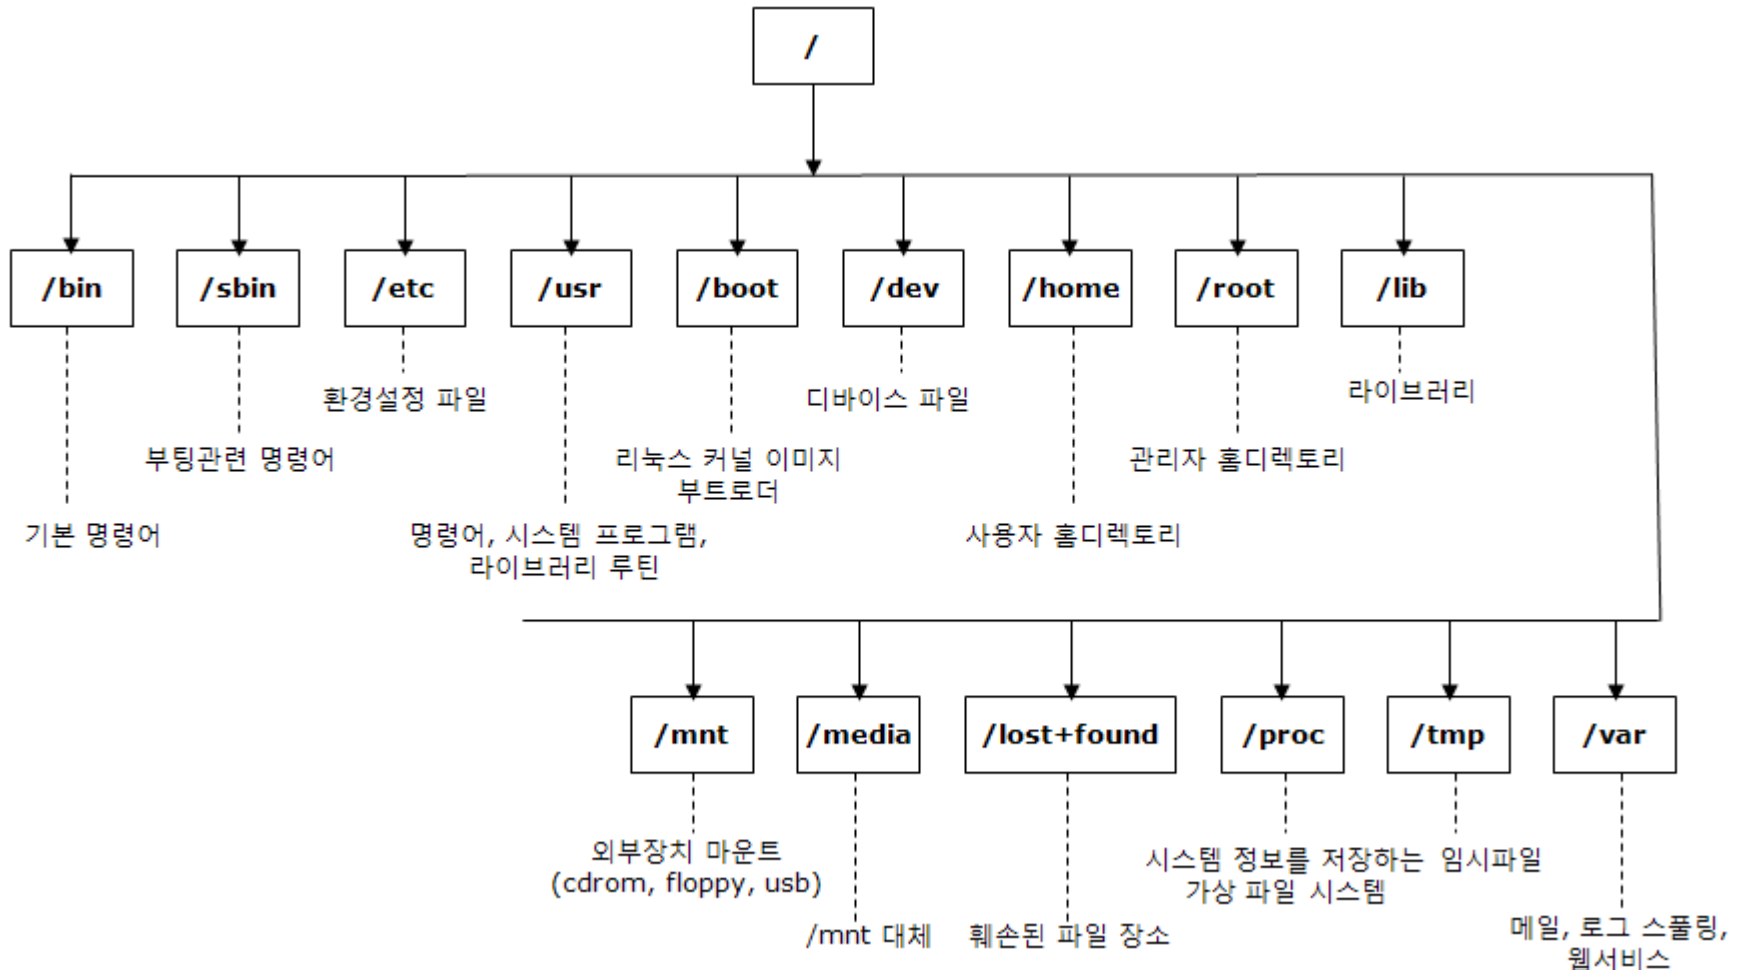 /
/bin
/sbin
/etc
/usr
/boot
/dev
/home
/root
/lib
환경설정 파일
디바이스 파일
라이브러리
부팅관련 명령어
리눅스 커널 이미지
부트로더
관리자 홈디렉토리
기본 명령어
명령어, 시스템 프로그램,
라이브러리 루틴
사용자 홈디렉토리
/mnt
/media
/lost+found
/proc
/tmp
/var
외부장치 마운트
(cdrom, floppy, usb)
시스템 정보를 저장하는
가상 파일 시스템
임시파일
/mnt 대체
훼손된 파일 장소
메일, 로그 스풀링,
웹서비스